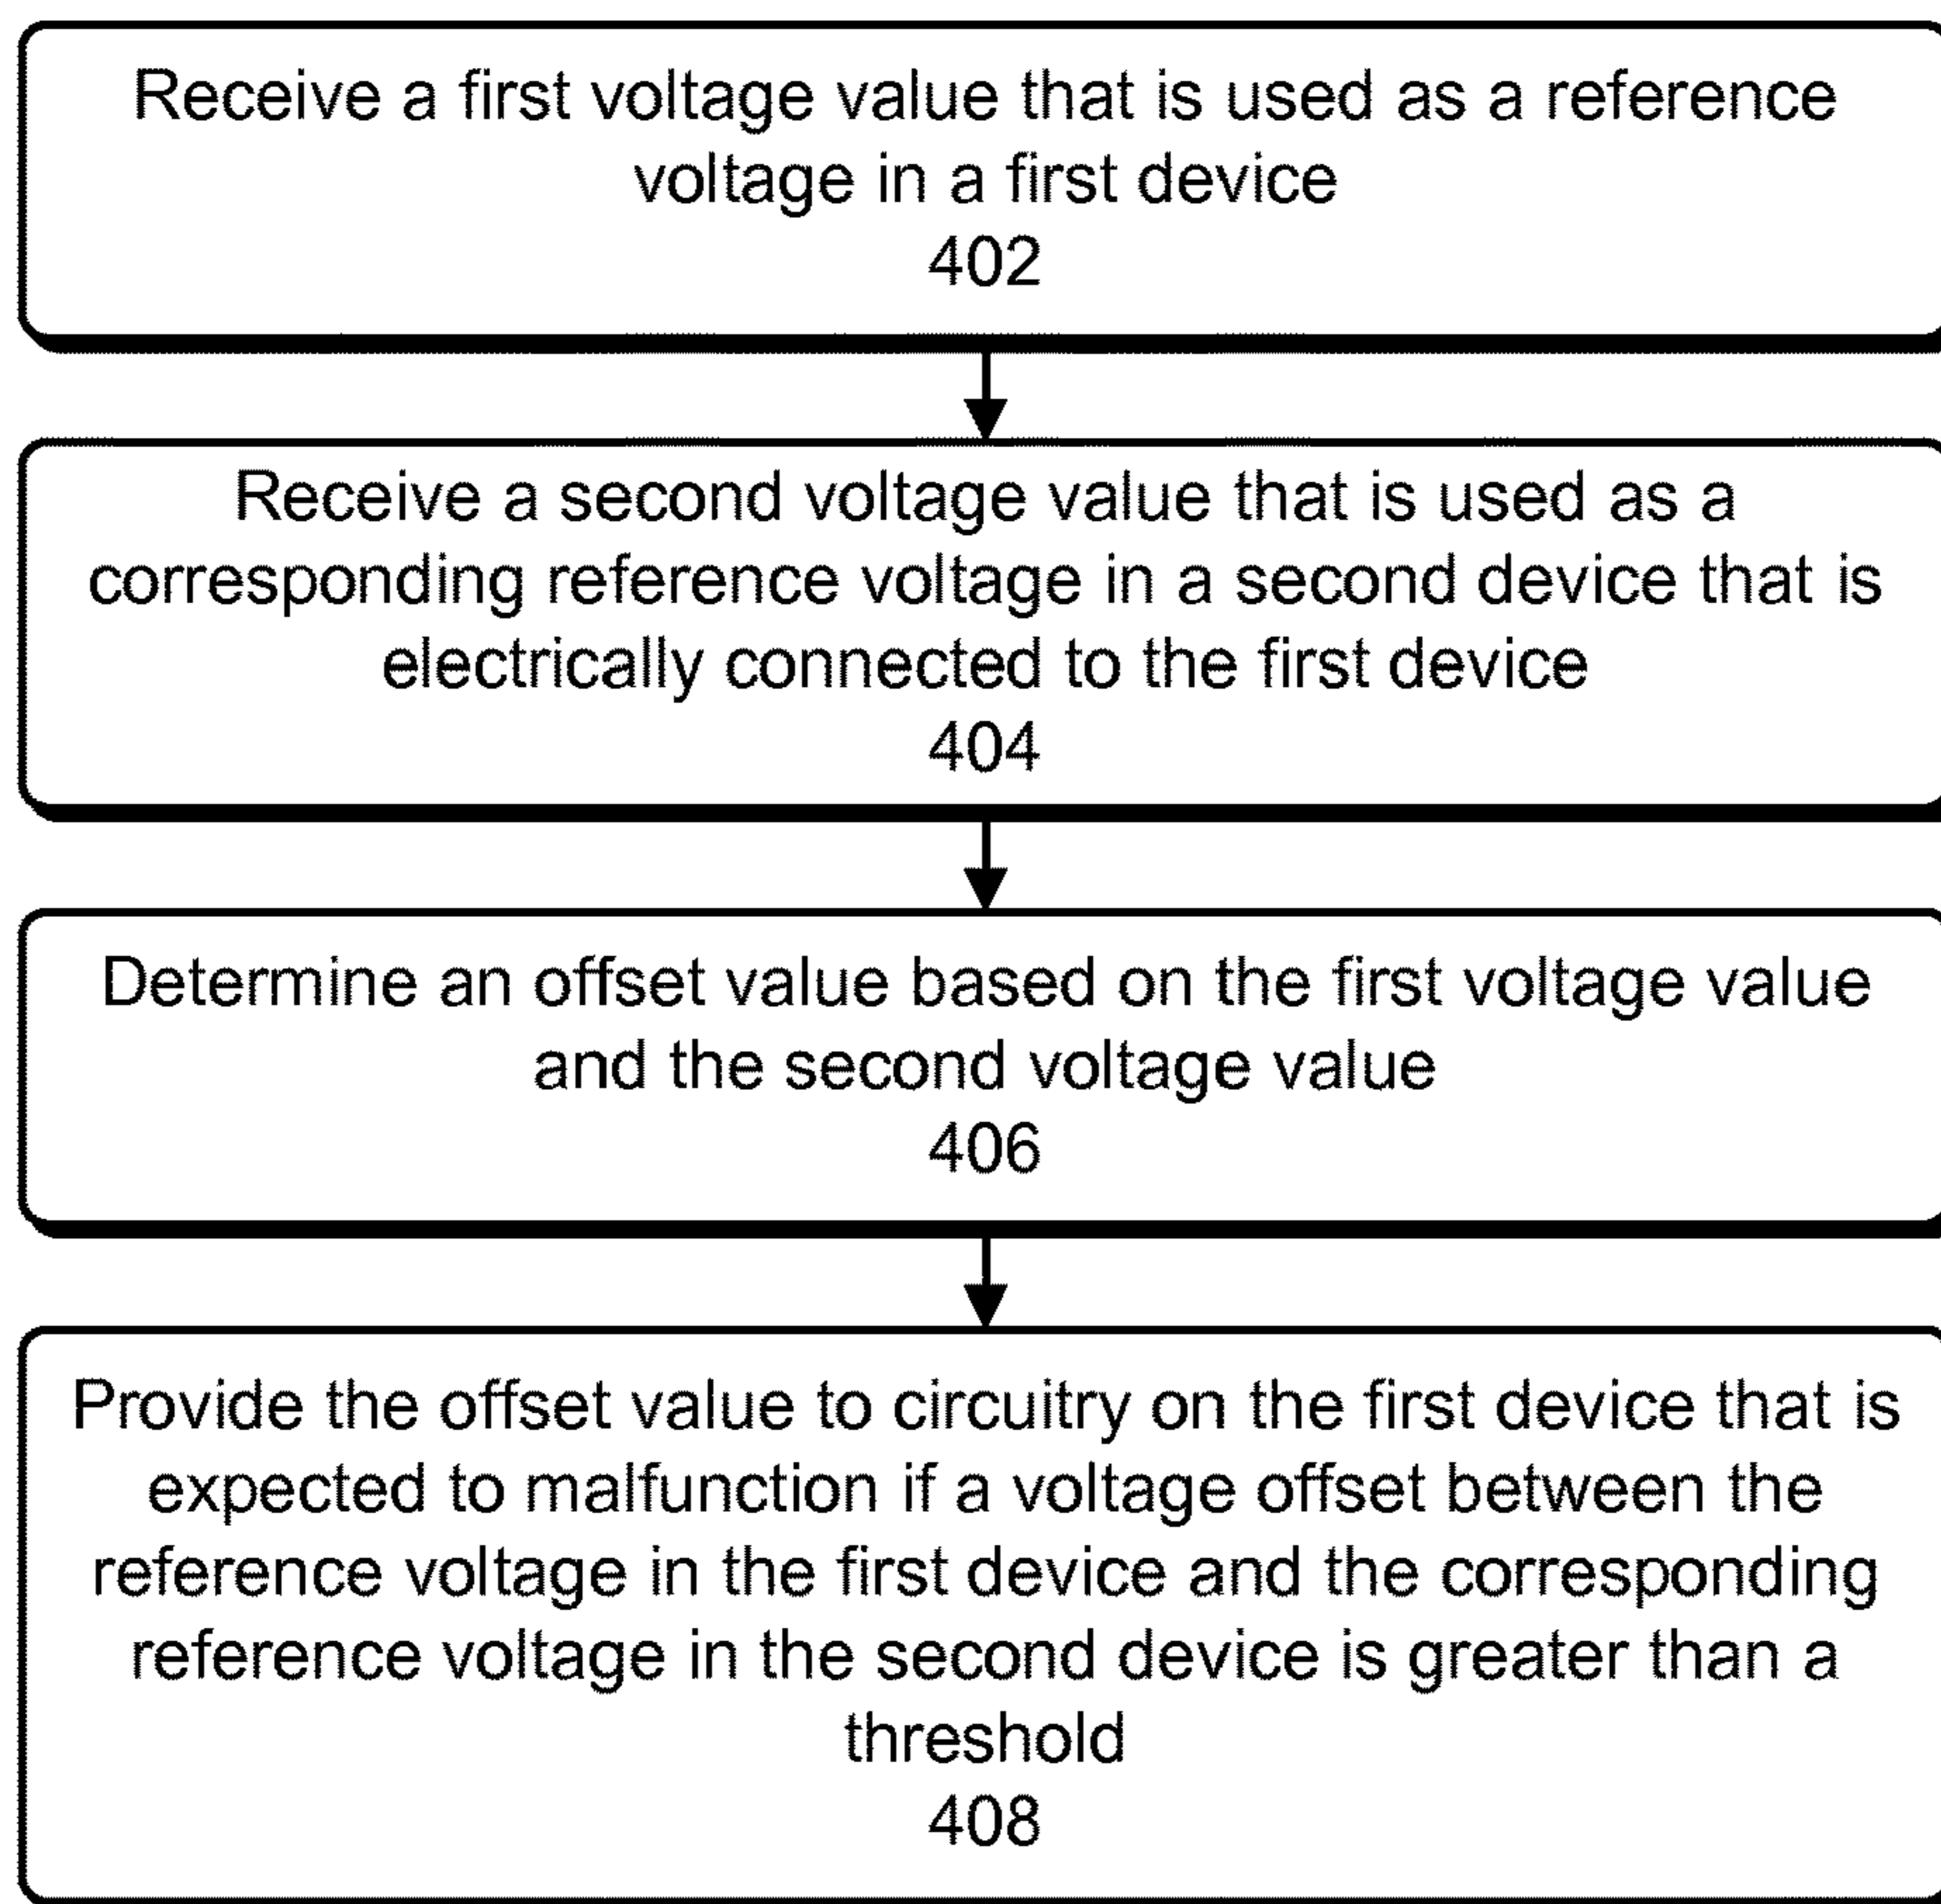 Receive a first voltage value that is used as a reference
voltage in a first device
402
Receive a second voltage value that is used as a
corresponding reference voltage in a second device that is
electrically connected to the first device
404
Determine an offset value based on the first voltage value
and the second voltage value
406
Provide the offset value to circuitry on the first device that is
expected to malfunction if a voltage offset between the
reference voltage in the first device and the corresponding
reference voltage in the second device is greater than a
threshold
408